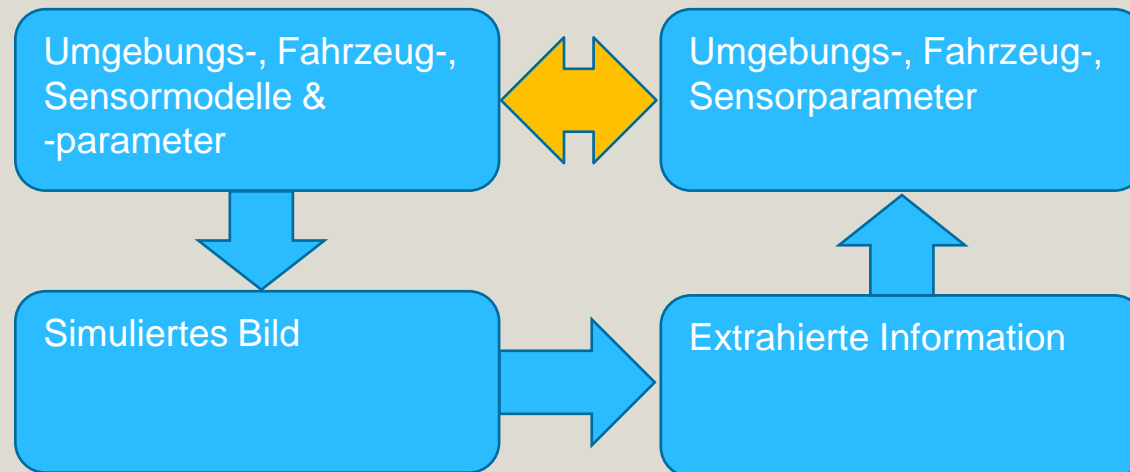 Umgebungs-, Fahrzeug-,
Sensormodelle &
-parameter
Umgebungs-, Fahrzeug-,
Sensorparameter
Simuliertes Bild
Extrahierte Information